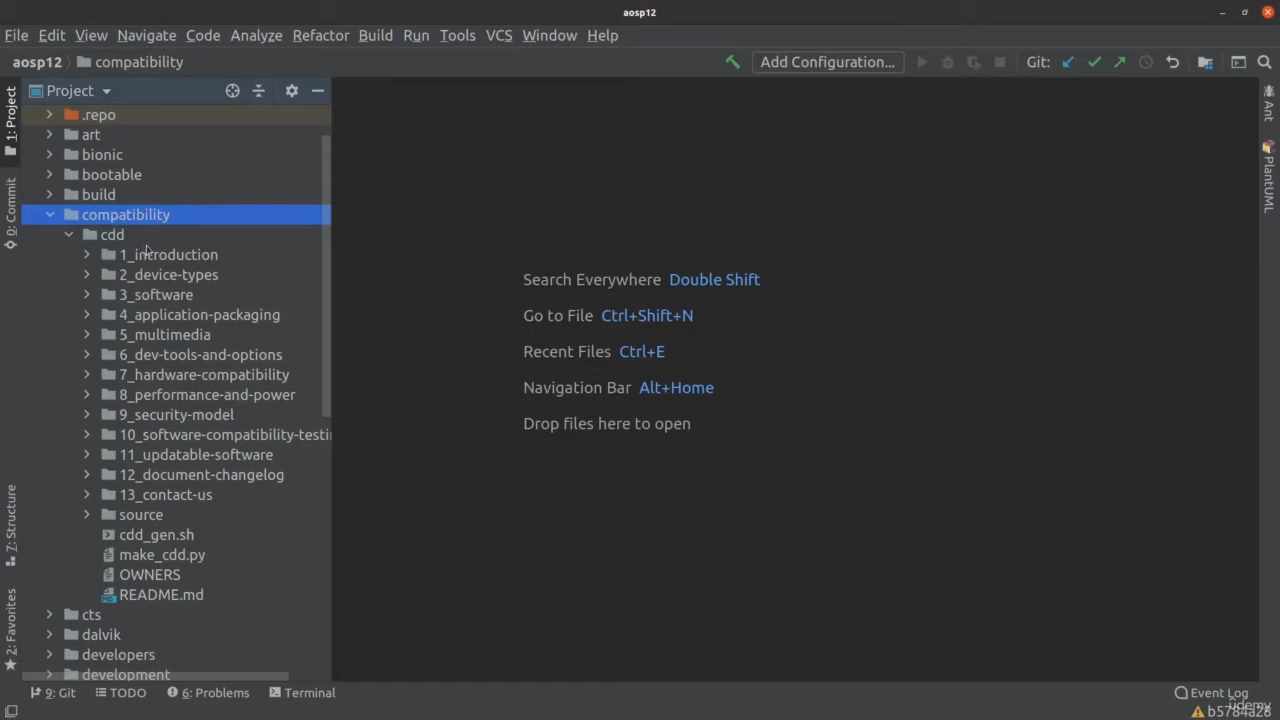 aosp12
File Edit View Navigate Code Analyze Refactor Build Run Tools VCS Window Help
aosp12 compatibility Add Configuration... Git:
1: Project
0: Commit
7: Structure
2: Favorites
Project
.repo
art
bionic
bootable
build
compatibility
cdd
1_introduction
2_device-types
3_software
4_application-packaging
5_multimedia
6_dev-tools-and-options
7_hardware-compatibility
8_performance-and-power
9_security-model
10_software-compatibility-testi
11_updatable-software
12_document-changelog
13_contact-us
source
cdd_gen.sh
make_cdd.py
OWNERS
README.md
cts
dalvik
developers
development
Search Everywhere Double Shift
Go to File Ctrl+Shift+N
Recent Files Ctrl+E
Navigation Bar Alt+Home
Drop files here to open
Ant
PlantUML
9: Git TODO 6: Problems Terminal Event Log
udemy
b5784a28